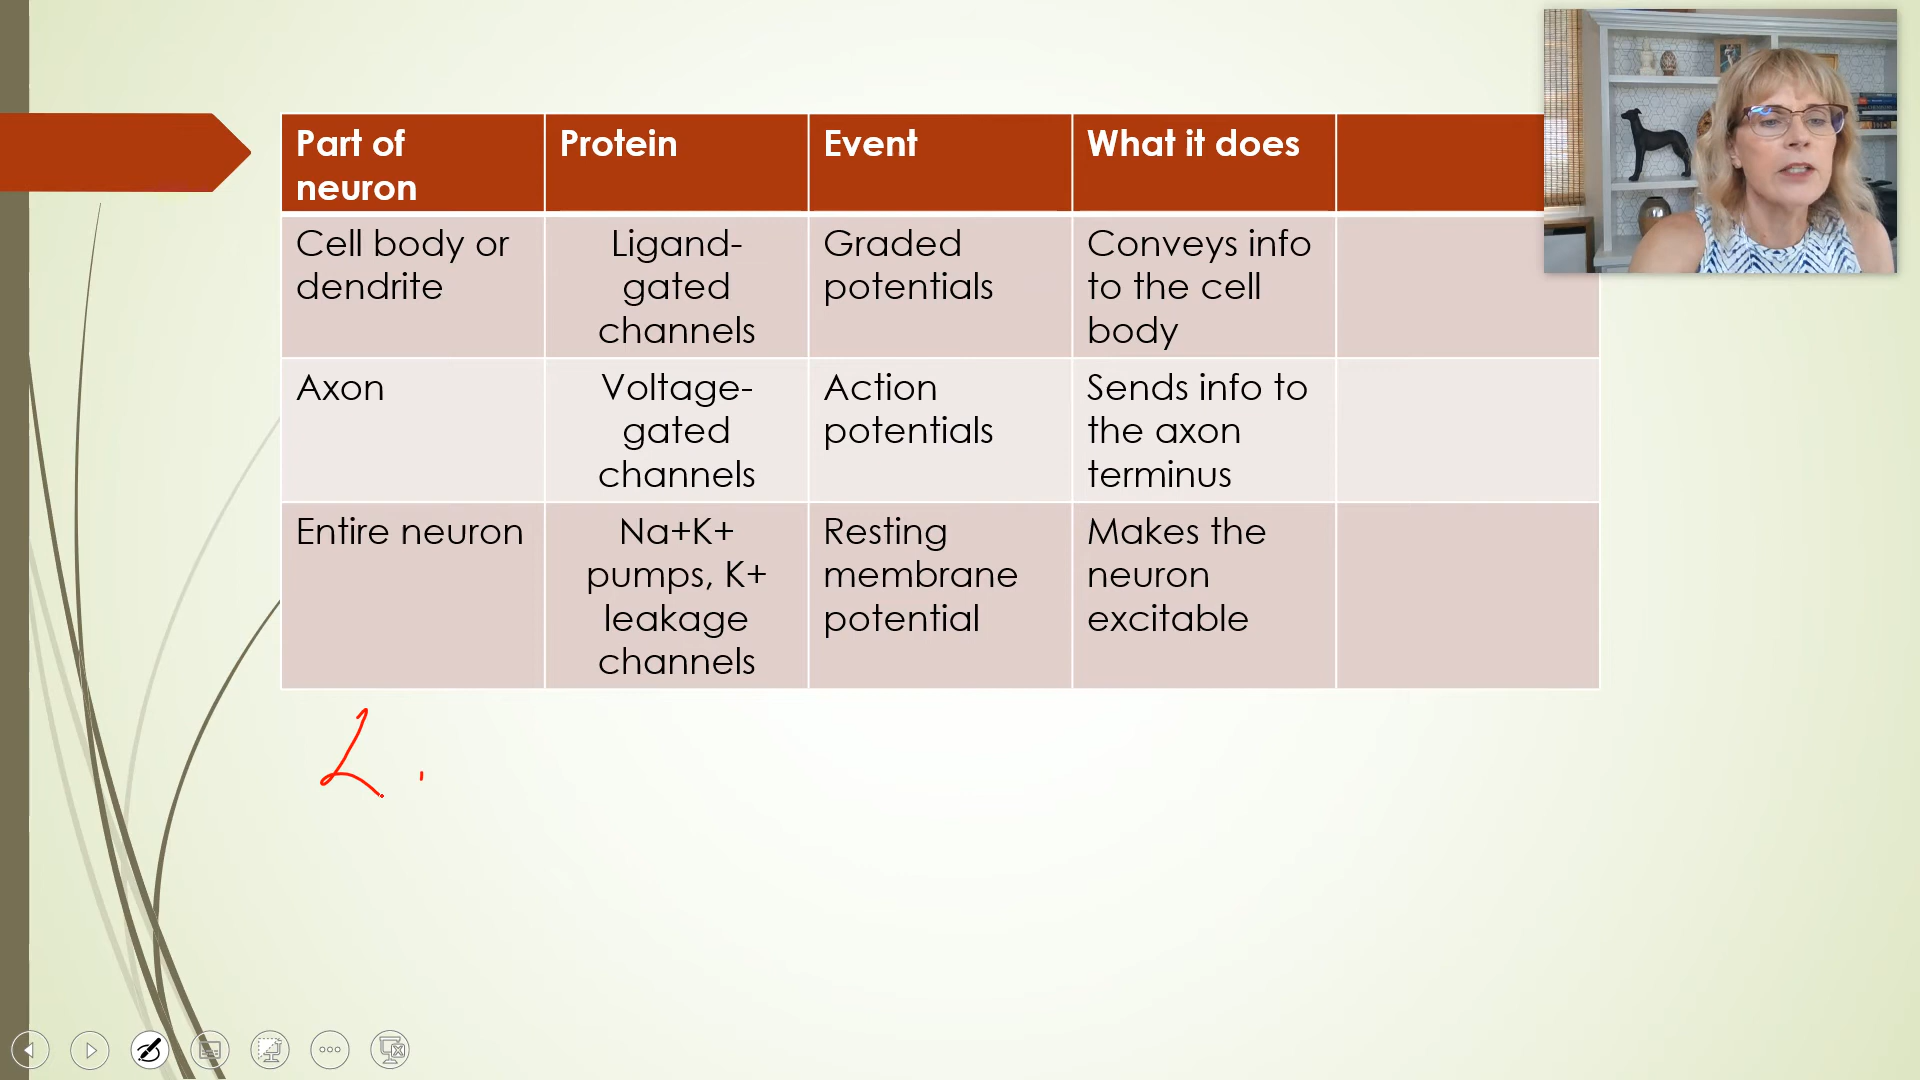 Part of neuron Protein Event What it does
Cell body or dendrite Ligand-gated channels Graded potentials Conveys info to the cell body
Axon Voltage-gated channels Action potentials Sends info to the axon terminus
Entire neuron Na+K+ pumps, K+ leakage channels Resting membrane potential Makes the neuron excitable